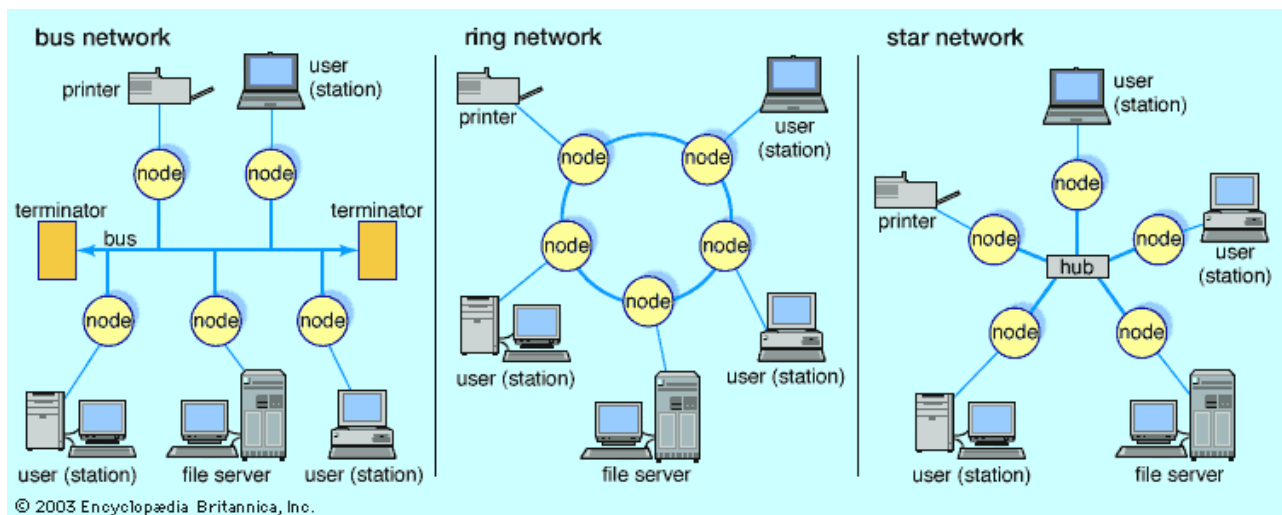 bus network
printer
user
(station)
node
node
terminator
terminator
bus
node
node
node
user (station)
file server
user (station)
ring network
printer
user
(station)
node
node
node
node
node
user (station)
user (station)
file server
star network
user
(station)
node
printer
node
node
user
(station)
hub
node
node
user (station)
file server
© 2003 Encyclopædia Britannica, Inc.